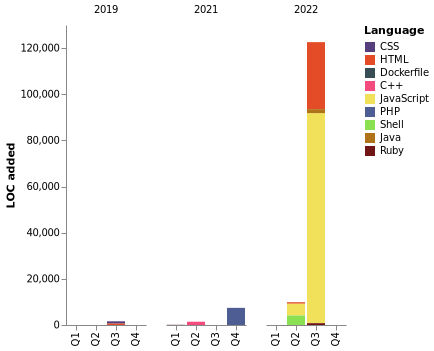 2019 2021 2022
Language
CSS
HTML
Dockerfile
C++
JavaScript
PHP
Shell
Java
Ruby
LOC added
120,000
100,000
80,000
60,000
40,000
20,000
0
Q1 Q2 Q3 Q4 Q1 Q2 Q3 Q4 Q1 Q2 Q3 Q4